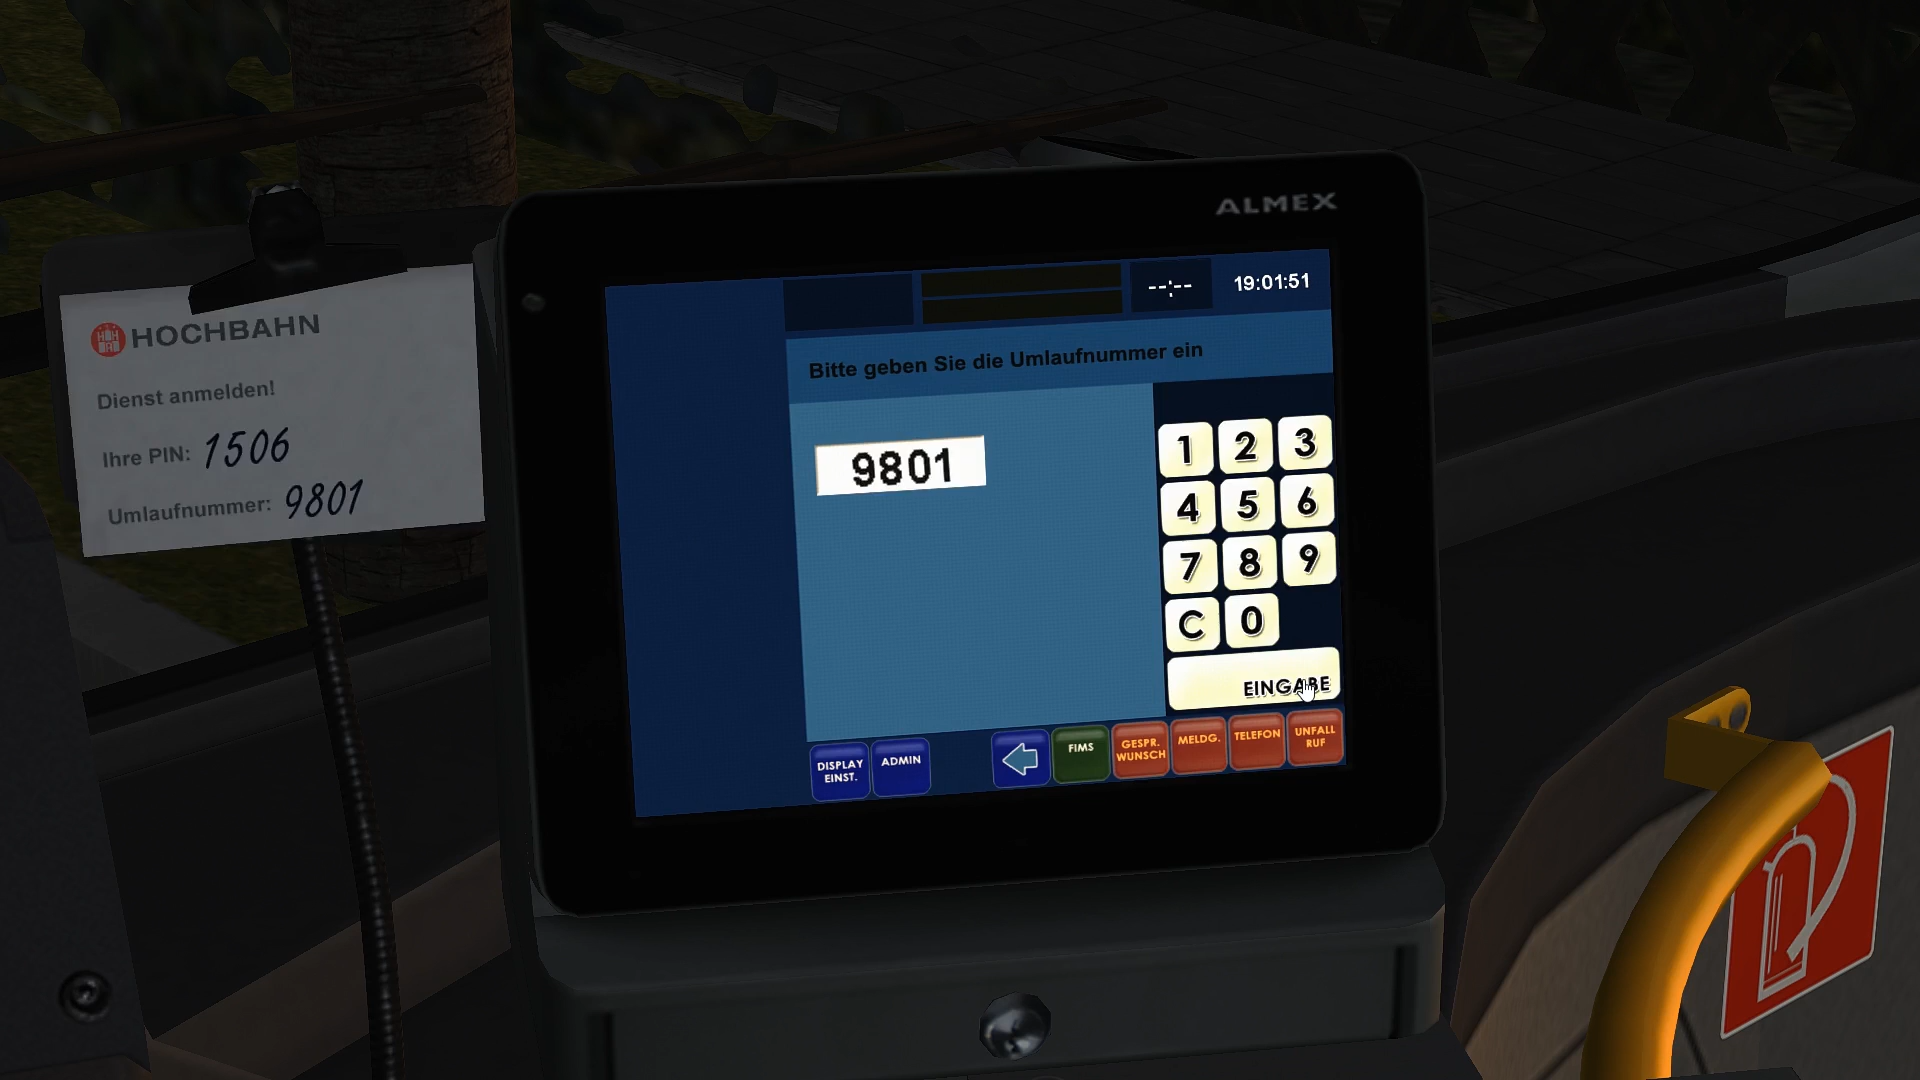 ALMEX
--:-- 19:01:51
HOCHBAHN
Dienst anmelden!
Ihre PIN: 1506
Umlaufnummer: 9801
Bitte geben Sie die Umlaufnummer ein
9801
1 2 3
4 5 6
7 8 9
C 0
EINGABE
DISPLAY
EINST.
ADMIN
FIMS
GESPR.
WUNSCH
MELDG.
TELEFON
UNFALL
RUF